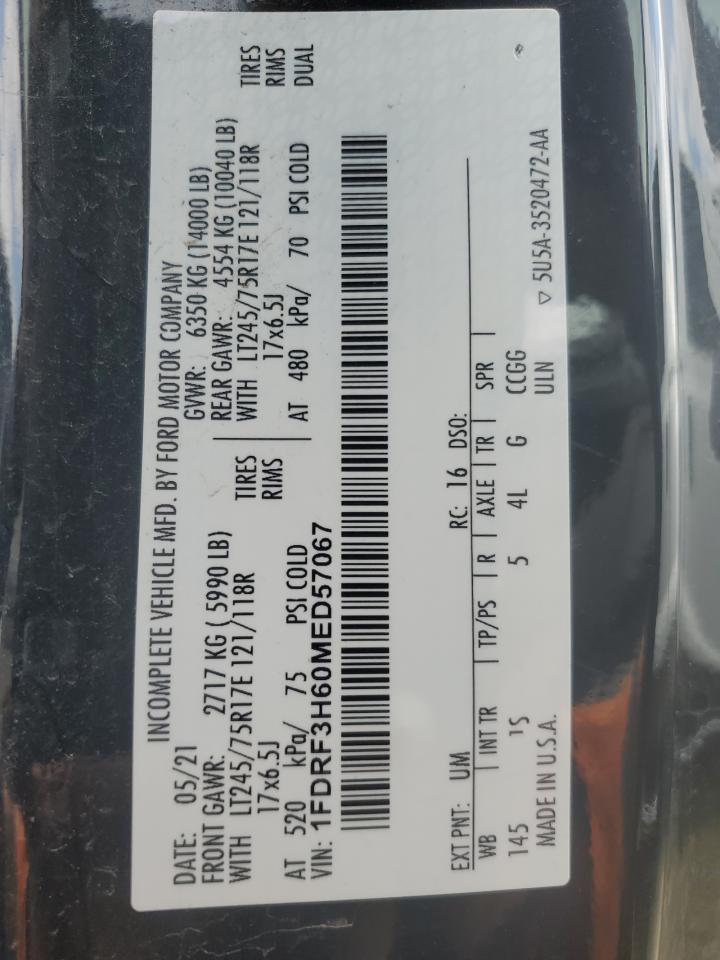 INCOMPLETE VEHICLE MFD. BY FORD MOTOR COMPANY
DATE: 05/21 GVWR: 6350 KG (14000 LB)
FRONT GAWR: 2717 KG ( 5990 LB) REAR GAWR: 4554 KG (10040 LB)
WITH LT245/75R17E 121/118R TIRES WITH LT245/75R17E 121/118R TIRES
17x6.5J RIMS 17x6.5J RIMS
AT 520 kPa/ 75 PSI COLD AT 480 kPa/ 70 PSI COLD DUAL
VIN: 1FDRF3H60MED57067
EXT PNT: UM RC: 16 DSO:
WB INT TR TP/PS R AXLE TR SPR
145 5 4L G CCGG
MADE IN U.S.A. ULN ▽ 5U5A-3520472-AA